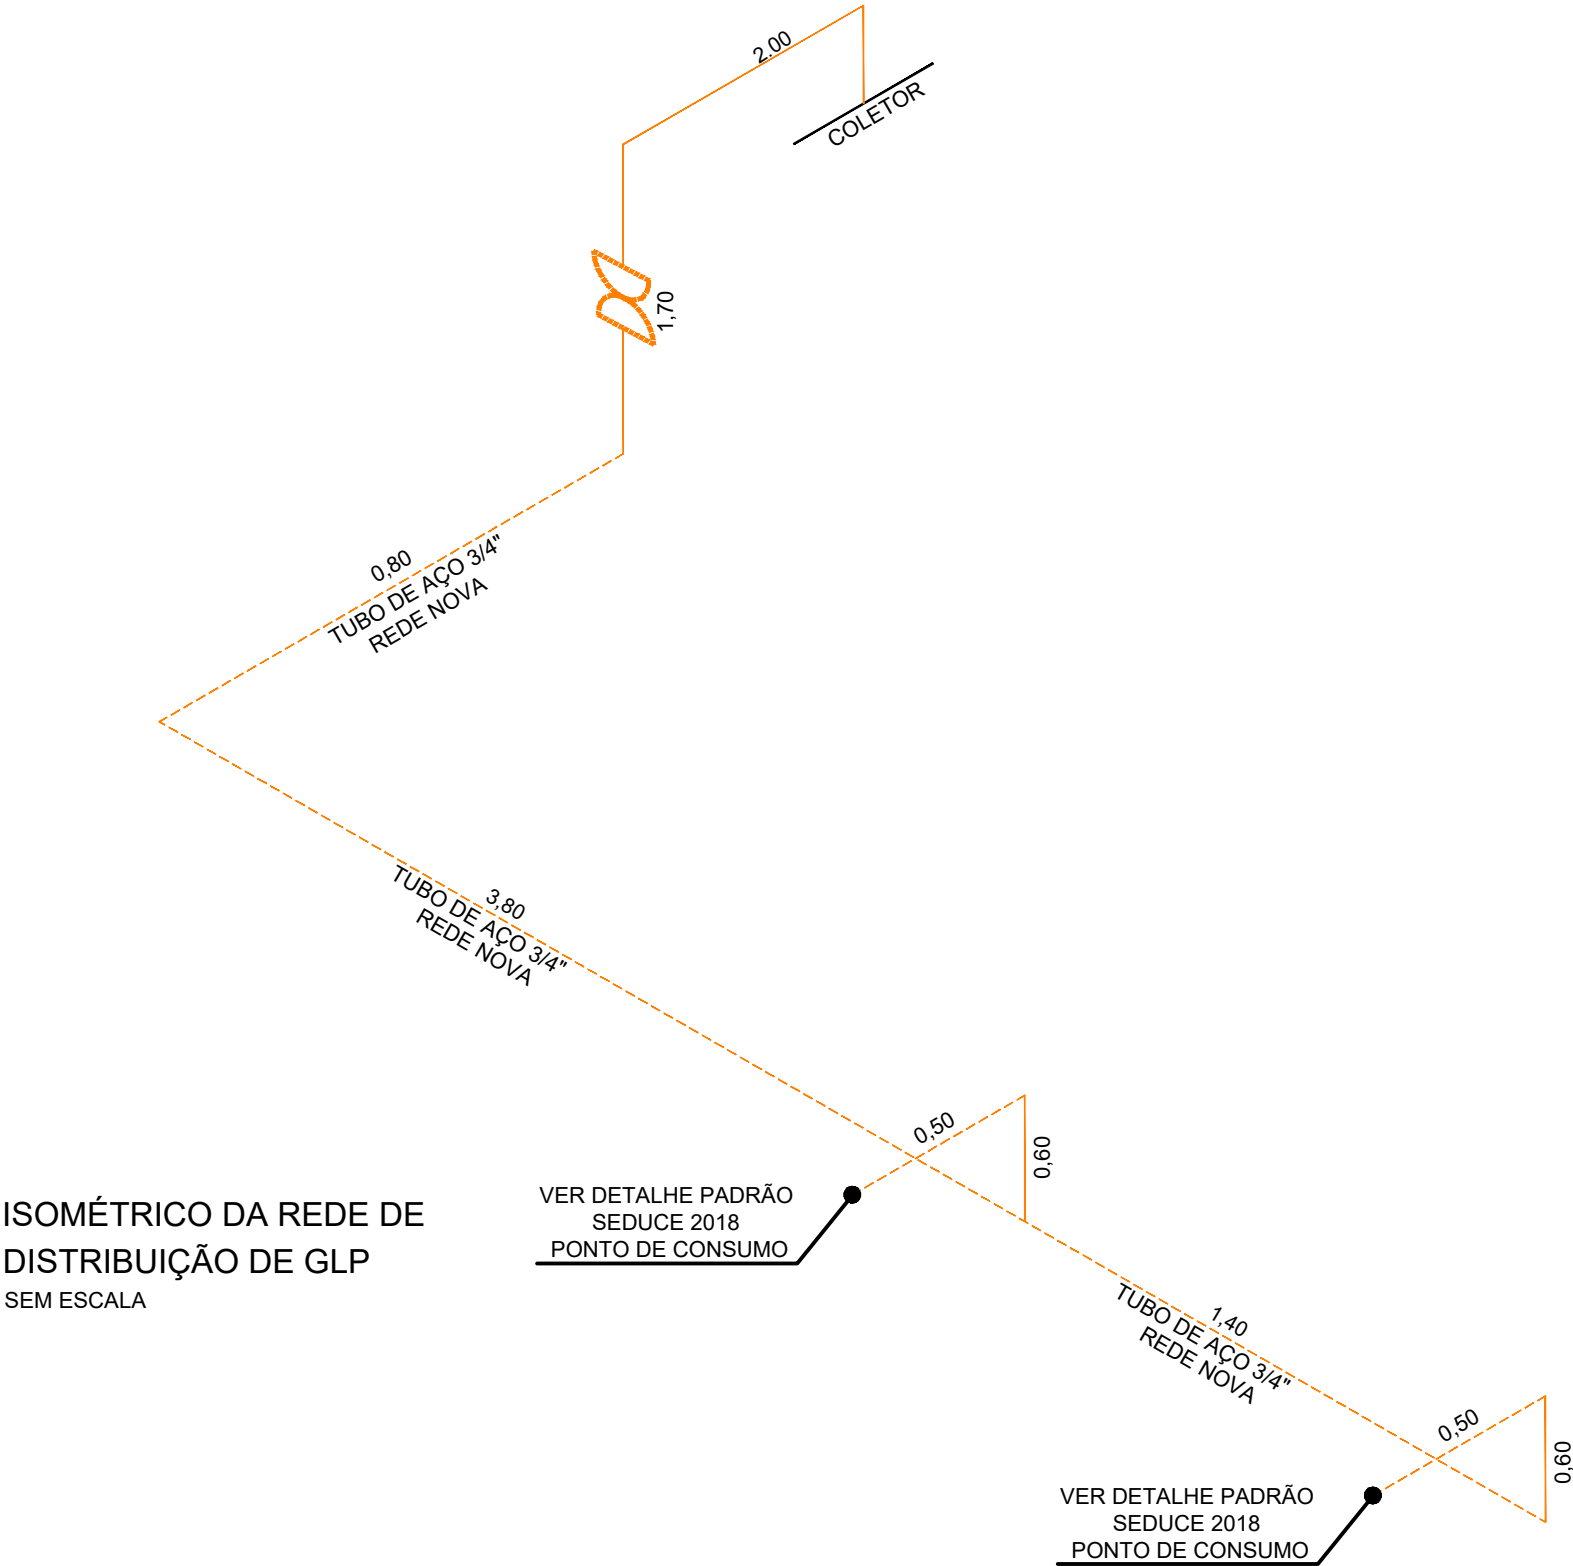 2.00
COLETOR
1,70
0,80
TUBO DE AÇO 3/4"
REDE NOVA
3,80
TUBO DE AÇO 3/4"
REDE NOVA
0,50
0,60
VER DETALHE PADRÃO
SEDUCE 2018
PONTO DE CONSUMO
ISOMÉTRICO DA REDE DE
DISTRIBUIÇÃO DE GLP
SEM ESCALA
1,40
TUBO DE AÇO 3/4"
REDE NOVA
0,50
0,60
VER DETALHE PADRÃO
SEDUCE 2018
PONTO DE CONSUMO